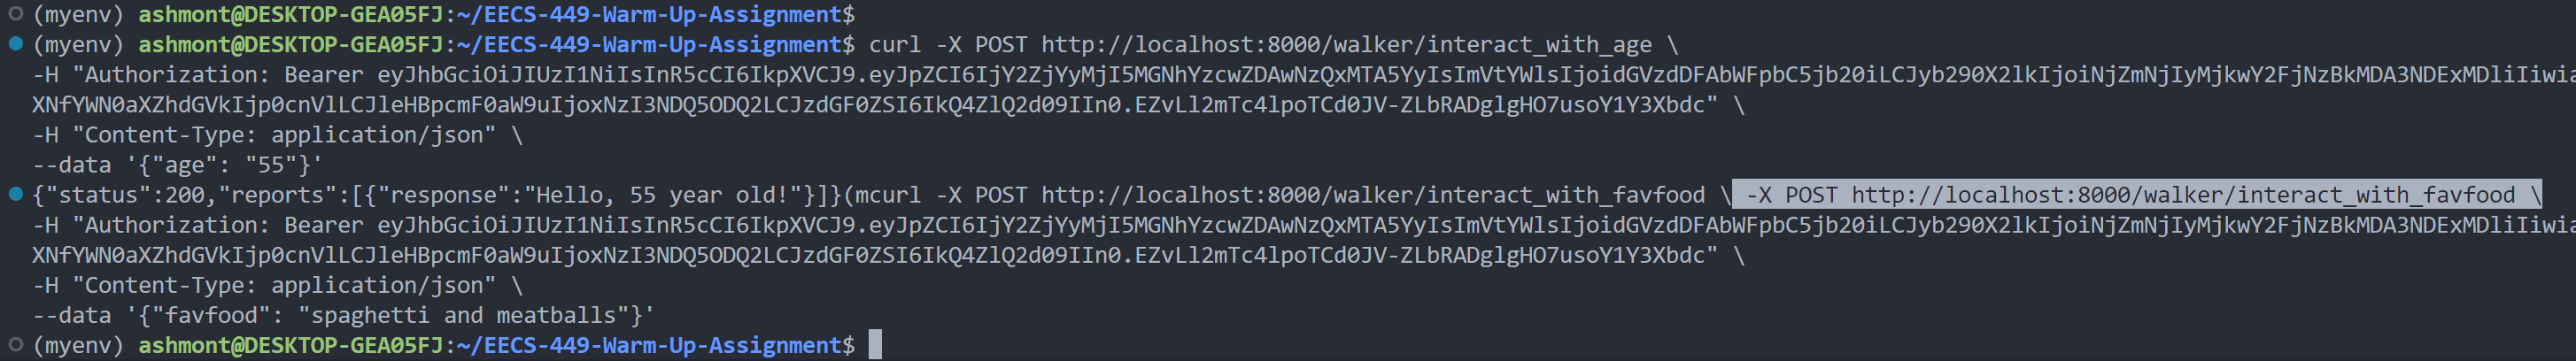 (myenv) ashmont@DESKTOP-GEA05FJ:~/EECS-449-Warm-Up-Assignment$
(myenv) ashmont@DESKTOP-GEA05FJ:~/EECS-449-Warm-Up-Assignment$ curl -X POST http://localhost:8000/walker/interact_with_age \
-H "Authorization: Bearer eyJhbGciOiJIUzI1NiIsInR5cCI6IkpXVCJ9.eyJpZCI6IjY2ZjYyMjI5MGNhYzcwZDAwNzQxMTA5YyIsImVtYWlsIjoidGVzdDFAbWFpbC5jb20iLCJyb290X2lkIjoiNjZmNjIyMjkwY2FjNzBkMDA3NDExMDliIiwia
XNfYWN0aXZhdGVkIjp0cnVlLCJleHBpcmF0aW9uIjoxNzI3NDQ5ODQ2LCJzdGF0ZSI6IkQ4ZlQ2d09IIn0.EZvLl2mTc4lpoTCd0JV-ZLbRADglgHO7usoY1Y3Xbdc" \
-H "Content-Type: application/json" \
--data '{"age": "55"}'
{"status":200,"reports":[{"response":"Hello, 55 year old!"}]}(mcurl -X POST http://localhost:8000/walker/interact_with_favfood \ -X POST http://localhost:8000/walker/interact_with_favfood \
-H "Authorization: Bearer eyJhbGciOiJIUzI1NiIsInR5cCI6IkpXVCJ9.eyJpZCI6IjY2ZjYyMjI5MGNhYzcwZDAwNzQxMTA5YyIsImVtYWlsIjoidGVzdDFAbWFpbC5jb20iLCJyb290X2lkIjoiNjZmNjIyMjkwY2FjNzBkMDA3NDExMDliIiwia
XNfYWN0aXZhdGVkIjp0cnVlLCJleHBpcmF0aW9uIjoxNzI3NDQ5ODQ2LCJzdGF0ZSI6IkQ4ZlQ2d09IIn0.EZvLl2mTc4lpoTCd0JV-ZLbRADglgHO7usoY1Y3Xbdc" \
-H "Content-Type: application/json" \
--data '{"favfood": "spaghetti and meatballs"}'
(myenv) ashmont@DESKTOP-GEA05FJ:~/EECS-449-Warm-Up-Assignment$